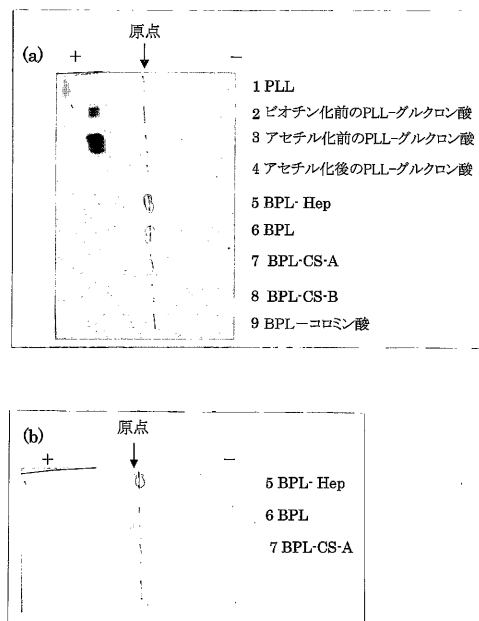 (a)
原点
+
−
1 PLL
2 ビオチン化前のPLL-グルクロン酸
3 アセチル化前のPLL-グルクロン酸
4 アセチル化後のPLL-グルクロン酸
5 BPL- Hep
6 BPL
7 BPL-CS-A
8 BPL-CS-B
9 BPL－コロミン酸
(b)
原点
+
−
5 BPL- Hep
6 BPL
7 BPL-CS-A